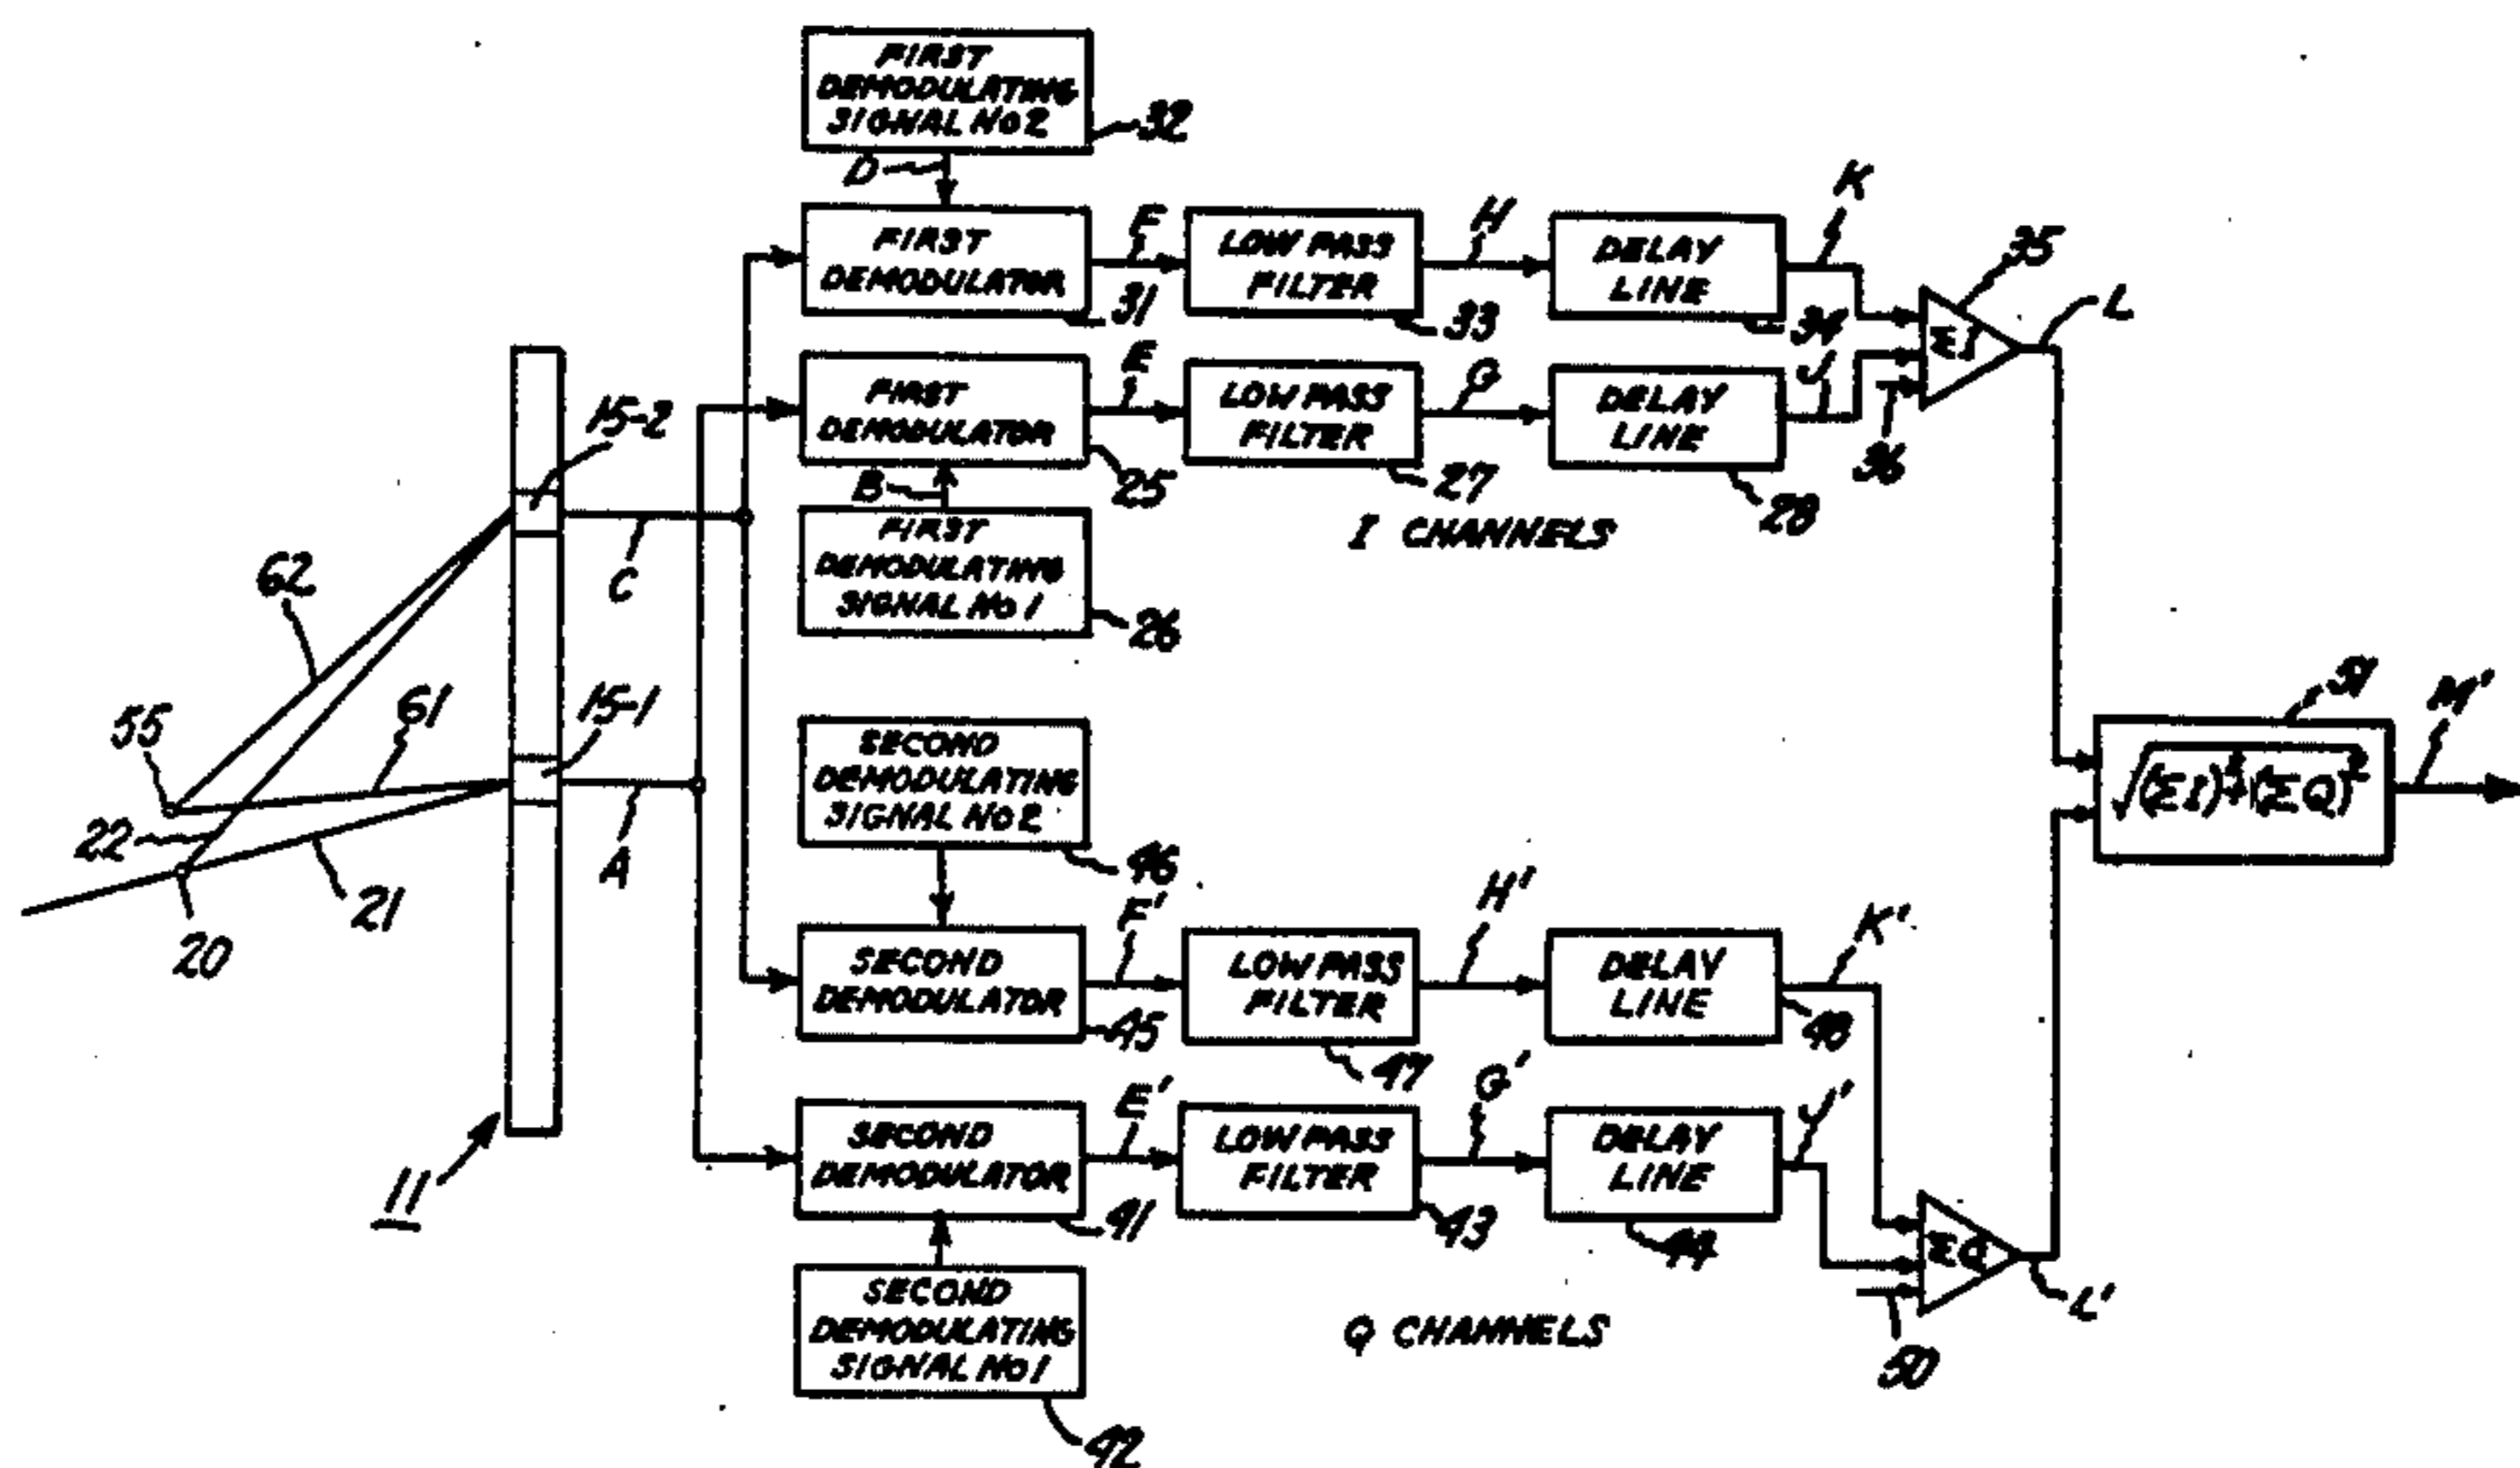 FIRST
DEMODULATING
SIGNAL NO 2
32
D
FIRST
DEMODULATOR
31
F
LOW PASS
FILTER
33
H
DELAY
LINE
34
K
35
ΣI
L
FIRST
DEMODULATOR
25
E
LOW PASS
FILTER
27
G
DELAY
LINE
28
J
36
B
FIRST
DEMODULATING
SIGNAL NO 1
26
I CHANNELS
15-2
C
62
61
55
15-1
22
21
20
A
11
SECOND
DEMODULATING
SIGNAL NO 2
46
51
M'
√(ΣI)²+(ΣQ)²
SECOND
DEMODULATOR
45
F'
LOW PASS
FILTER
47
H'
DELAY
LINE
48
K'
SECOND
DEMODULATOR
41
E'
LOW PASS
FILTER
43
G'
DELAY
LINE
44
J'
ΣQ
L'
50
SECOND
DEMODULATING
SIGNAL NO 1
42
Q CHANNELS